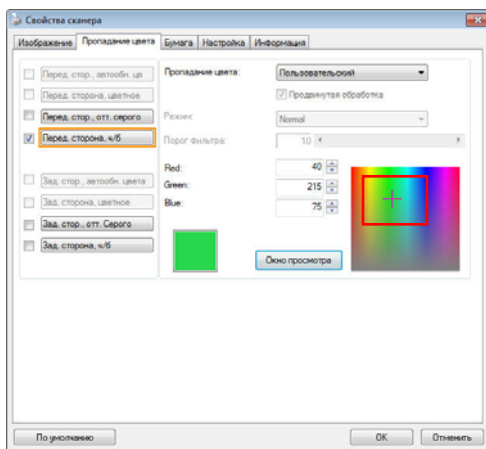 Свойства сканера
Изображение Пропадание цвета Бумага Настройка Информация
Перед. стор., автообн. цв
Перед. сторона, цветное
Перед. стор., отт. серого
Перед. сторона, ч/б
Зад. стор., автообн. цвета
Зад. сторона, цветное
Зад. стор., отт. Серого
Зад. сторона, ч/б
Пропадание цвета: Пользовательский
Продвинутая обработка
Режим: Normal
Порог фильтра: 10
Red: 40
Green: 215
Blue: 75
Окно просмотра
По умолчанию OK Отменить